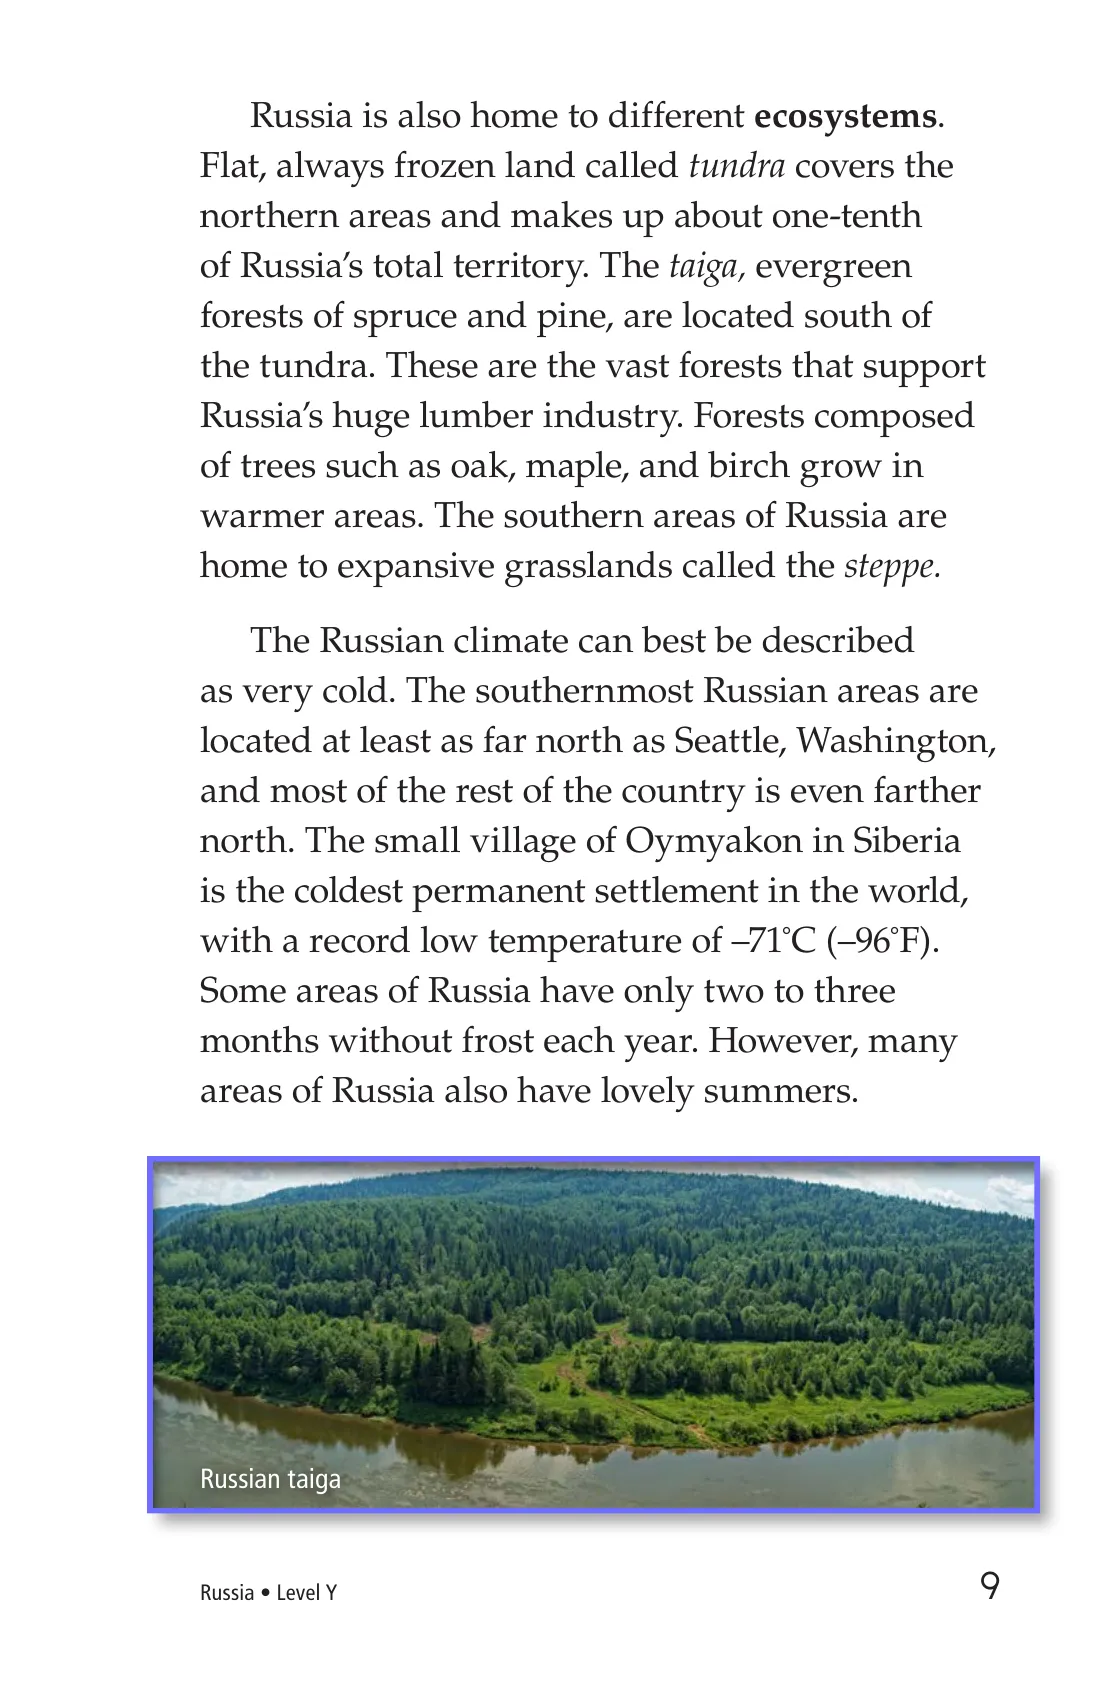 Russia is also home to different ecosystems.
Flat, always frozen land called tundra covers the
northern areas and makes up about one-tenth
of Russia’s total territory. The taiga, evergreen
forests of spruce and pine, are located south of
the tundra. These are the vast forests that support
Russia’s huge lumber industry. Forests composed
of trees such as oak, maple, and birch grow in
warmer areas. The southern areas of Russia are
home to expansive grasslands called the steppe.
The Russian climate can best be described
as very cold. The southernmost Russian areas are
located at least as far north as Seattle, Washington,
and most of the rest of the country is even farther
north. The small village of Oymyakon in Siberia
is the coldest permanent settlement in the world,
with a record low temperature of –71°C (–96°F).
Some areas of Russia have only two to three
months without frost each year. However, many
areas of Russia also have lovely summers.
Russian taiga
Russia • Level Y
9